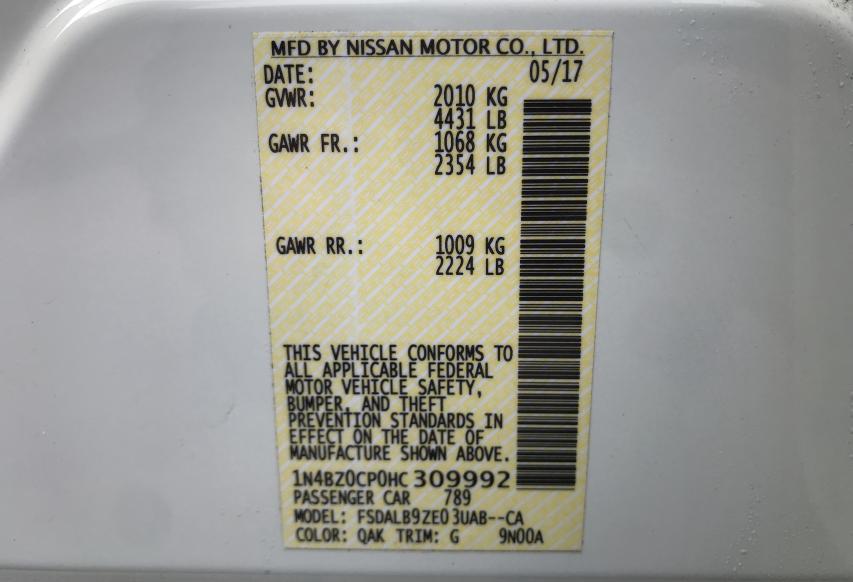 MFD BY NISSAN MOTOR CO., LTD.
DATE: 05/17
GVWR: 2010 KG
4431 LB
GAWR FR.: 1068 KG
2354 LB
GAWR RR.: 1009 KG
2224 LB
THIS VEHICLE CONFORMS TO
ALL APPLICABLE FEDERAL
MOTOR VEHICLE SAFETY,
BUMPER, AND THEFT
PREVENTION STANDARDS IN
EFFECT ON THE DATE OF
MANUFACTURE SHOWN ABOVE.
1N4BZ0CP0HC 309992
PASSENGER CAR 789
MODEL: FSDALB9ZE03UAB--CA
COLOR: QAK TRIM: G 9N00A